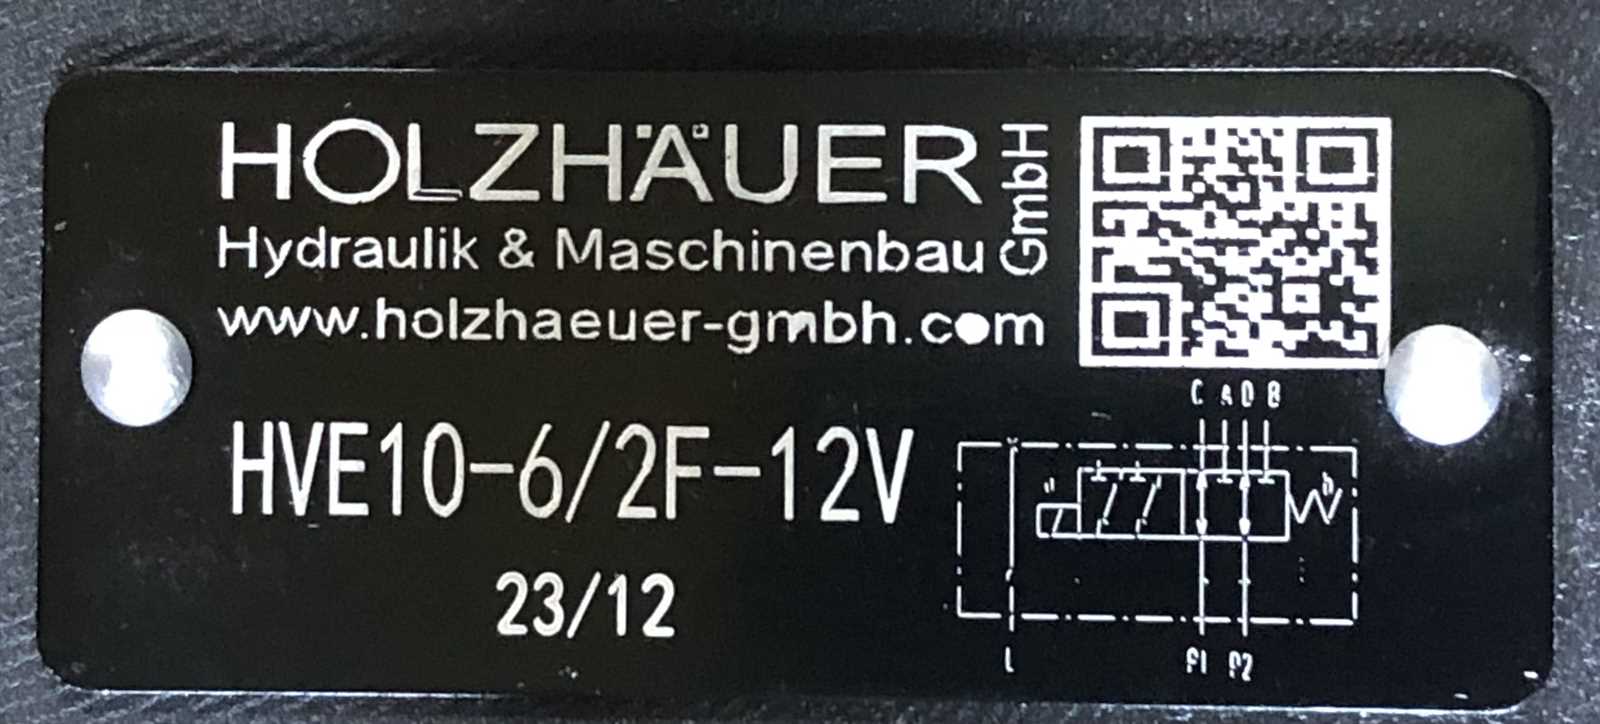 HOLZHÄUER GmbH
Hydraulik & Maschinenbau
www.holzhaeuer-gmbh.com
C A D B
HVE10-6/2F-12V
23/12
L P1 P2